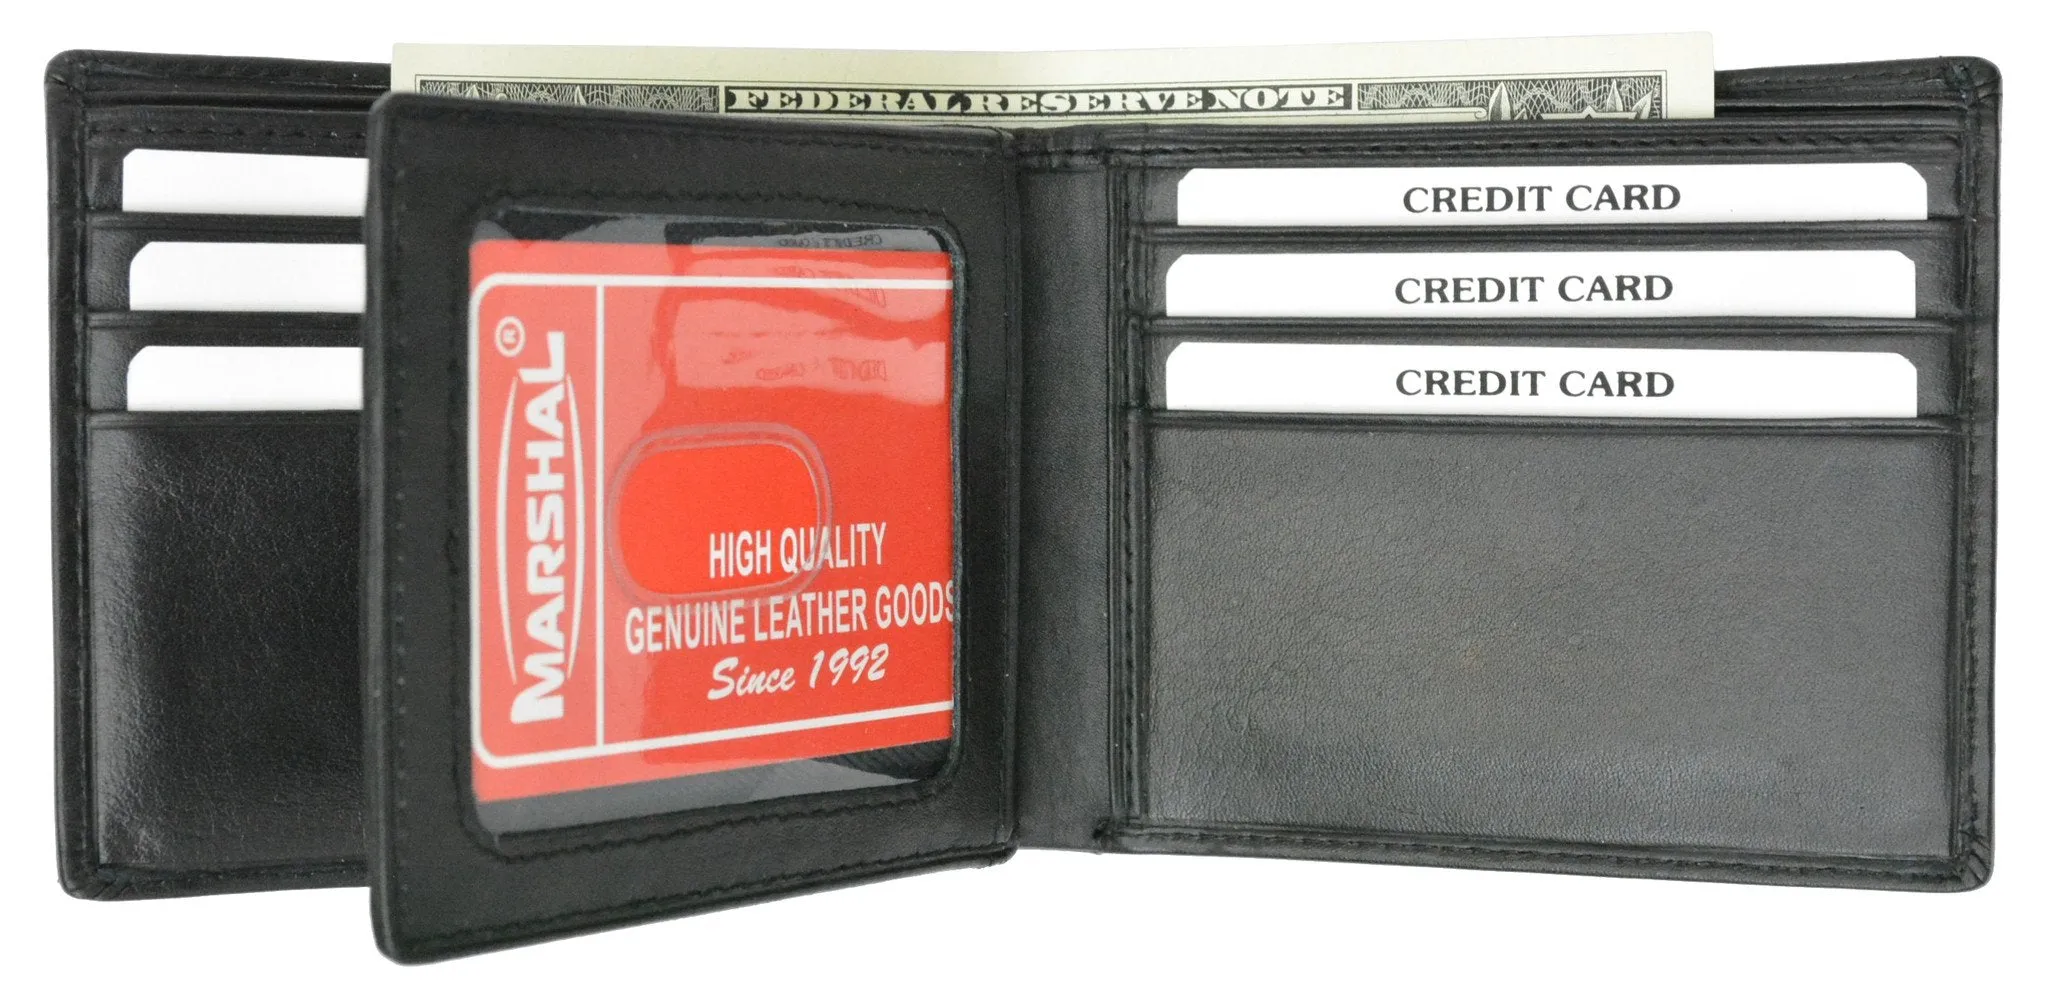 FEDERAL RESERVE NOTE
MARSHAL®
HIGH QUALITY
GENUINE LEATHER GOODS
Since 1992
CREDIT CARD
CREDIT CARD
CREDIT CARD